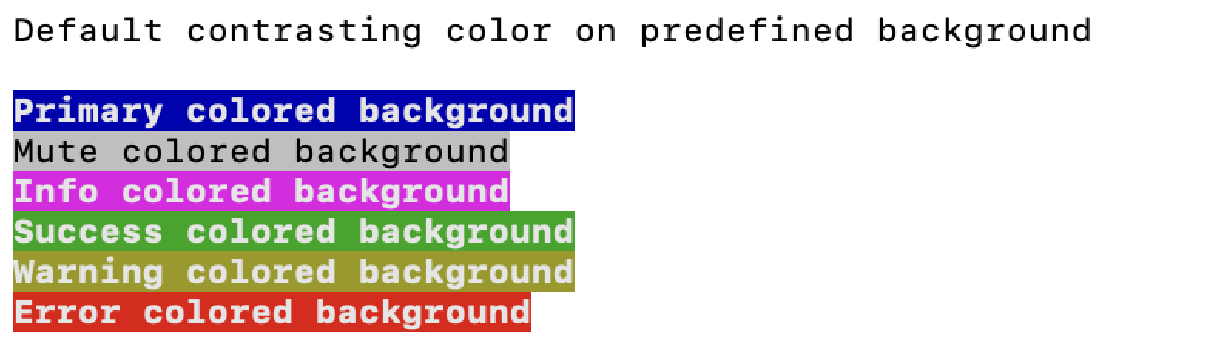 Default contrasting color on predefined background
Primary colored background
Mute colored background
Info colored background
Success colored background
Warning colored background
Error colored background